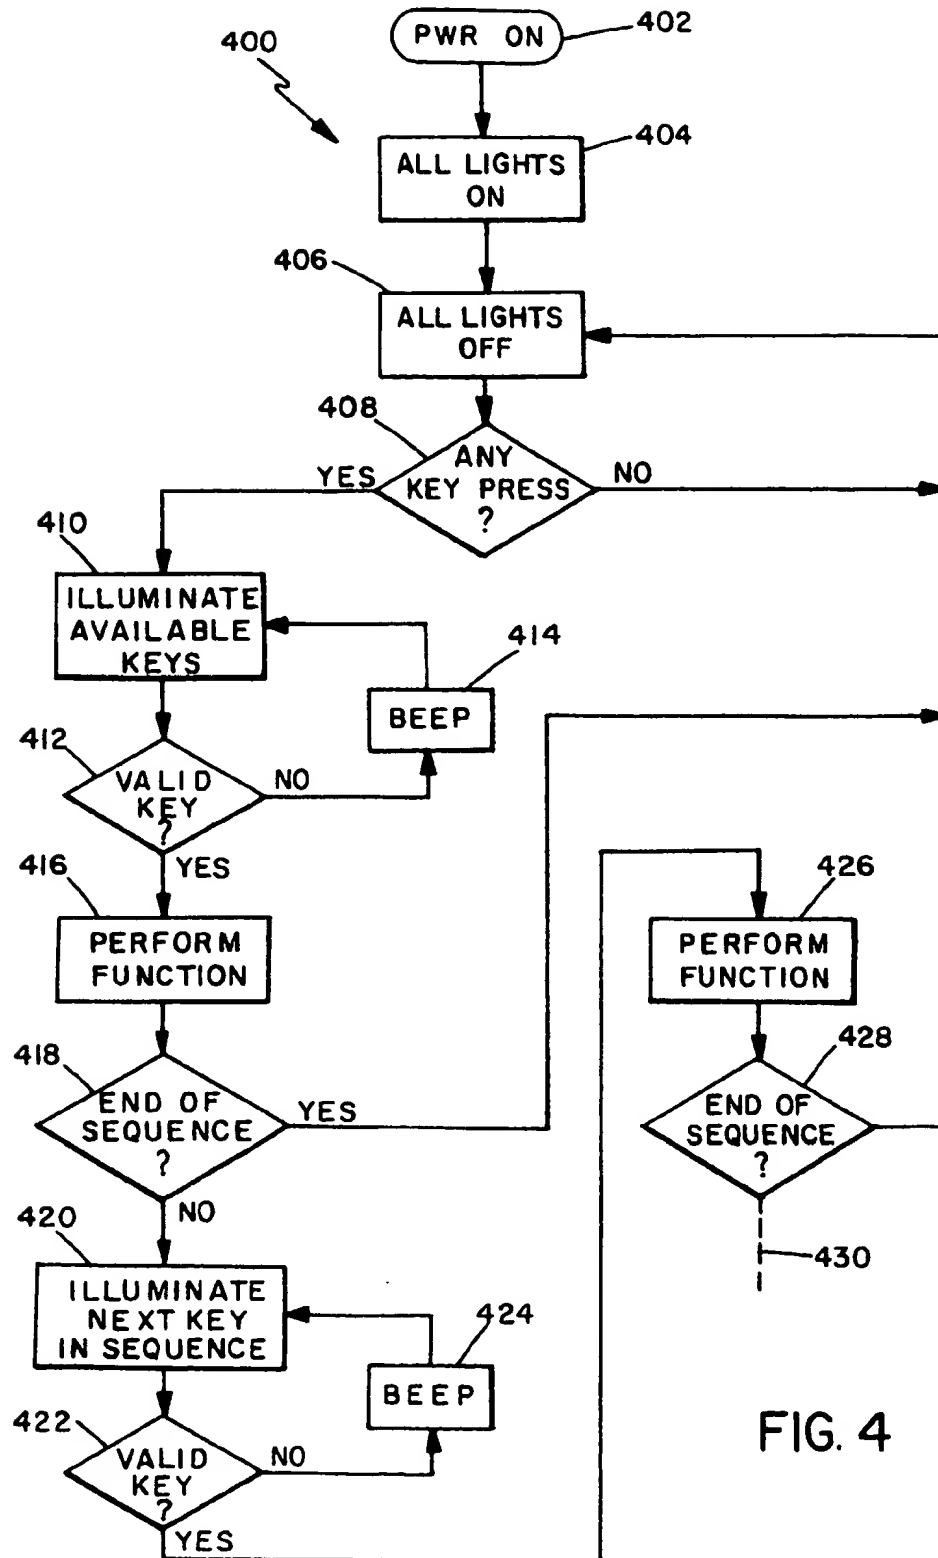 PWR ON
402
400
404
ALL LIGHTS
ON
406
ALL LIGHTS
OFF
408
ANY
KEY PRESS
?
YES
NO
410
ILLUMINATE
AVAILABLE
KEYS
414
BEEP
412
VALID
KEY
?
NO
YES
416
PERFORM
FUNCTION
418
END OF
SEQUENCE
?
YES
NO
420
ILLUMINATE
NEXT KEY
IN SEQUENCE
424
BEEP
422
VALID
KEY
?
NO
YES
426
PERFORM
FUNCTION
428
END OF
SEQUENCE
?
430
FIG. 4